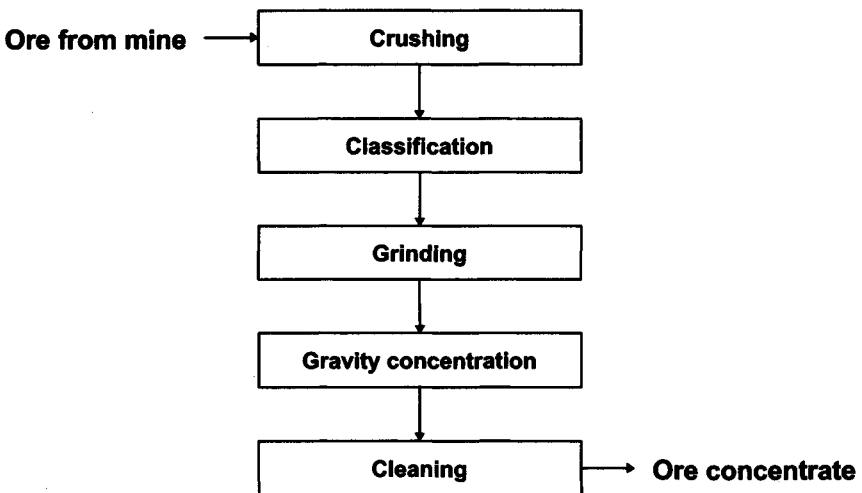 Ore from mine
Crushing
Classification
Grinding
Gravity concentration
Cleaning
Ore concentrate